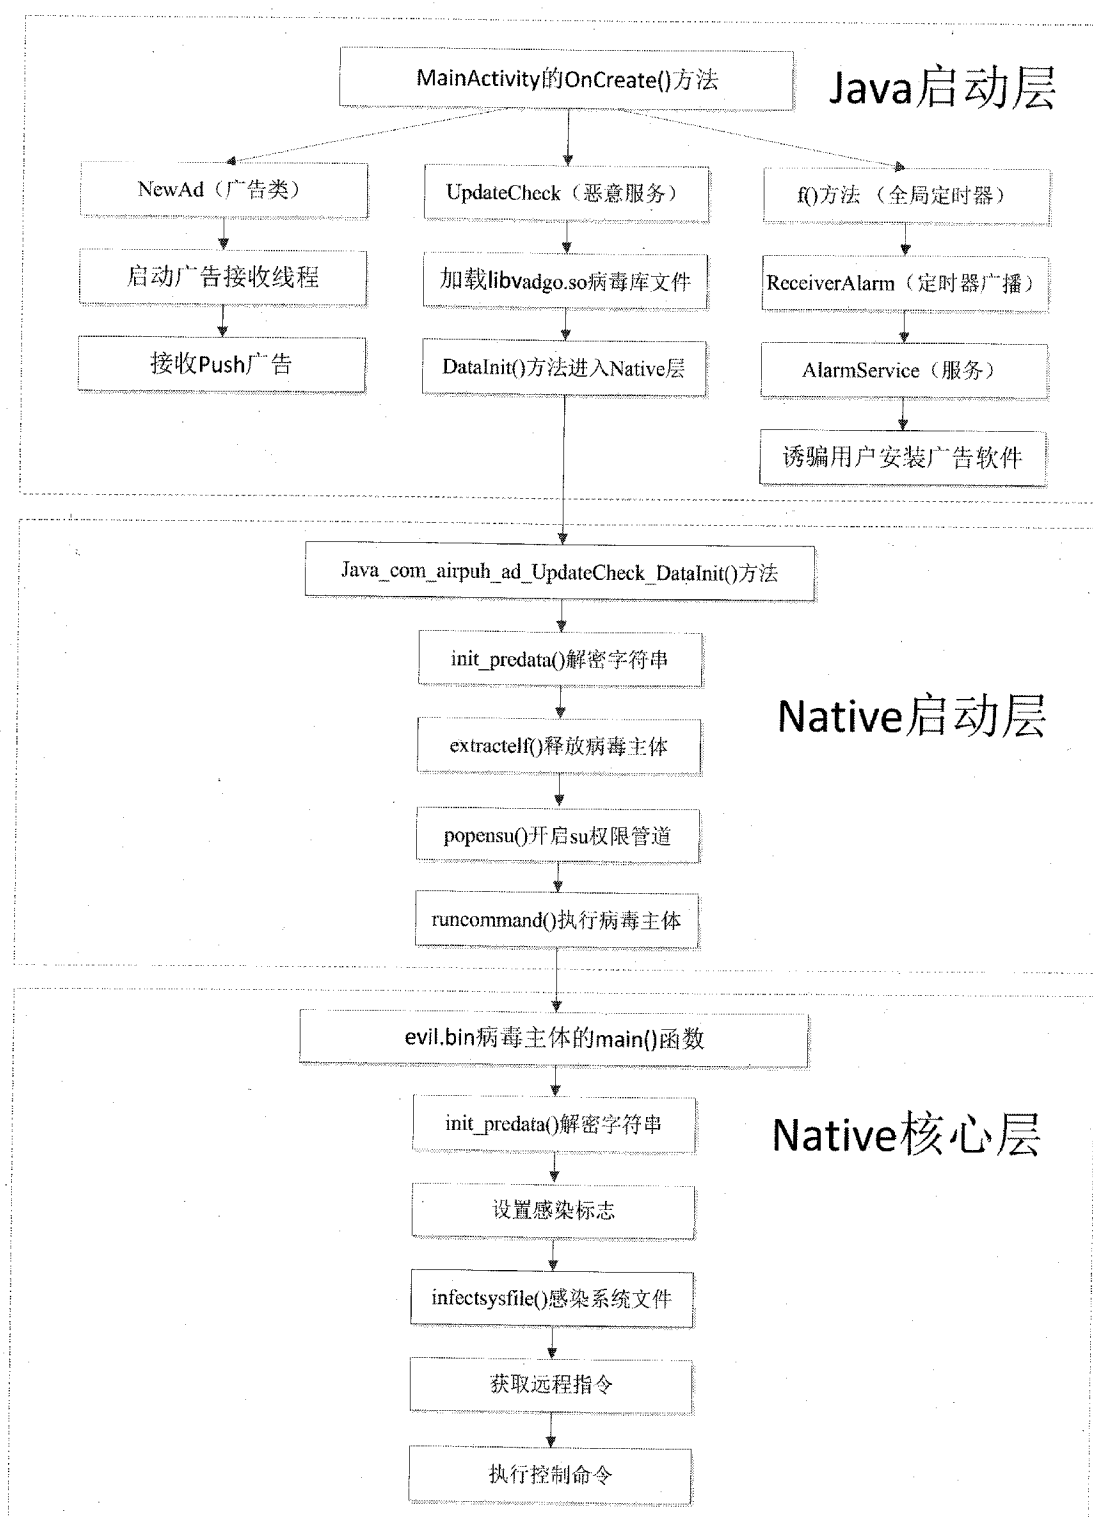 MainActivity的OnCreate()方法
Java启动层
NewAd（广告类）
UpdateCheck（恶意服务）
f()方法 （全局定时器）
启动广告接收线程
加载libvadgo.so病毒库文件
ReceiverAlarm（定时器广播）
接收Push广告
DataInit()方法进入Native层
AlarmService（服务）
诱骗用户安装广告软件
Java_com_airpuh_ad_UpdateCheck_DataInit()方法
init_predata()解密字符串
Native启动层
extractelf()释放病毒主体
popensu()开启su权限管道
runcommand()执行病毒主体
evil.bin病毒主体的main()函数
init_predata()解密字符串
Native核心层
设置感染标志
infectsysfile()感染系统文件
获取远程指令
执行控制命令